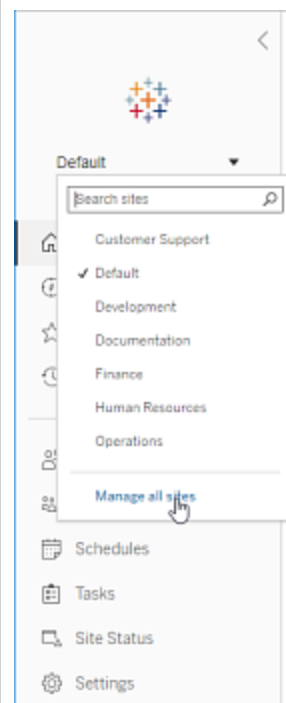 Default
Search sites
Customer Support
Default
Development
Documentation
Finance
Human Resources
Operations
Manage all sites
Schedules
Tasks
Site Status
Settings